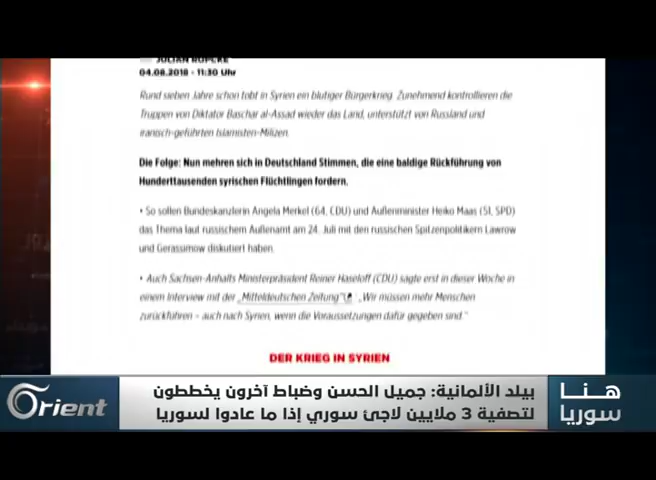 JULIAN RÖPCKE
04.08.2018 - 11:30 Uhr
Rund sieben Jahre schon tobt in Syrien ein blutiger Bürgerkrieg. Zunehmend kontrollieren die
Truppen von Diktator Baschar al-Assad wieder das Land, unterstützt von Russland und
iranisch-geführten Islamisten-Milizen.
Die Folge: Nun mehren sich in Deutschland Stimmen, die eine baldige Rückführung von
Hunderttausenden syrischen Flüchtlingen fordern.
• So sollen Bundeskanzlerin Angela Merkel (64, CDU) und Außenminister Heiko Maas (51, SPD)
das Thema laut russischem Außenamt am 24. Juli mit den russischen Spitzenpolitikern Lawrow
und Gerassimow diskutiert haben.
• Auch Sachsen-Anhalts Ministerpräsident Reiner Haseloff (CDU) sagte erst in dieser Woche in
einem Interview mit der „Mitteldeutschen Zeitung“: „Wir müssen mehr Menschen
zurückführen – auch nach Syrien, wenn die Voraussetzungen dafür gegeben sind.“
DER KRIEG IN SYRIEN
هنا
سوريا
بيلد الألمانية: جميل الحسن وضباط آخرون يخططون
لتصفية 3 ملايين لاجئ سوري إذا ما عادوا لسوريا
Orient